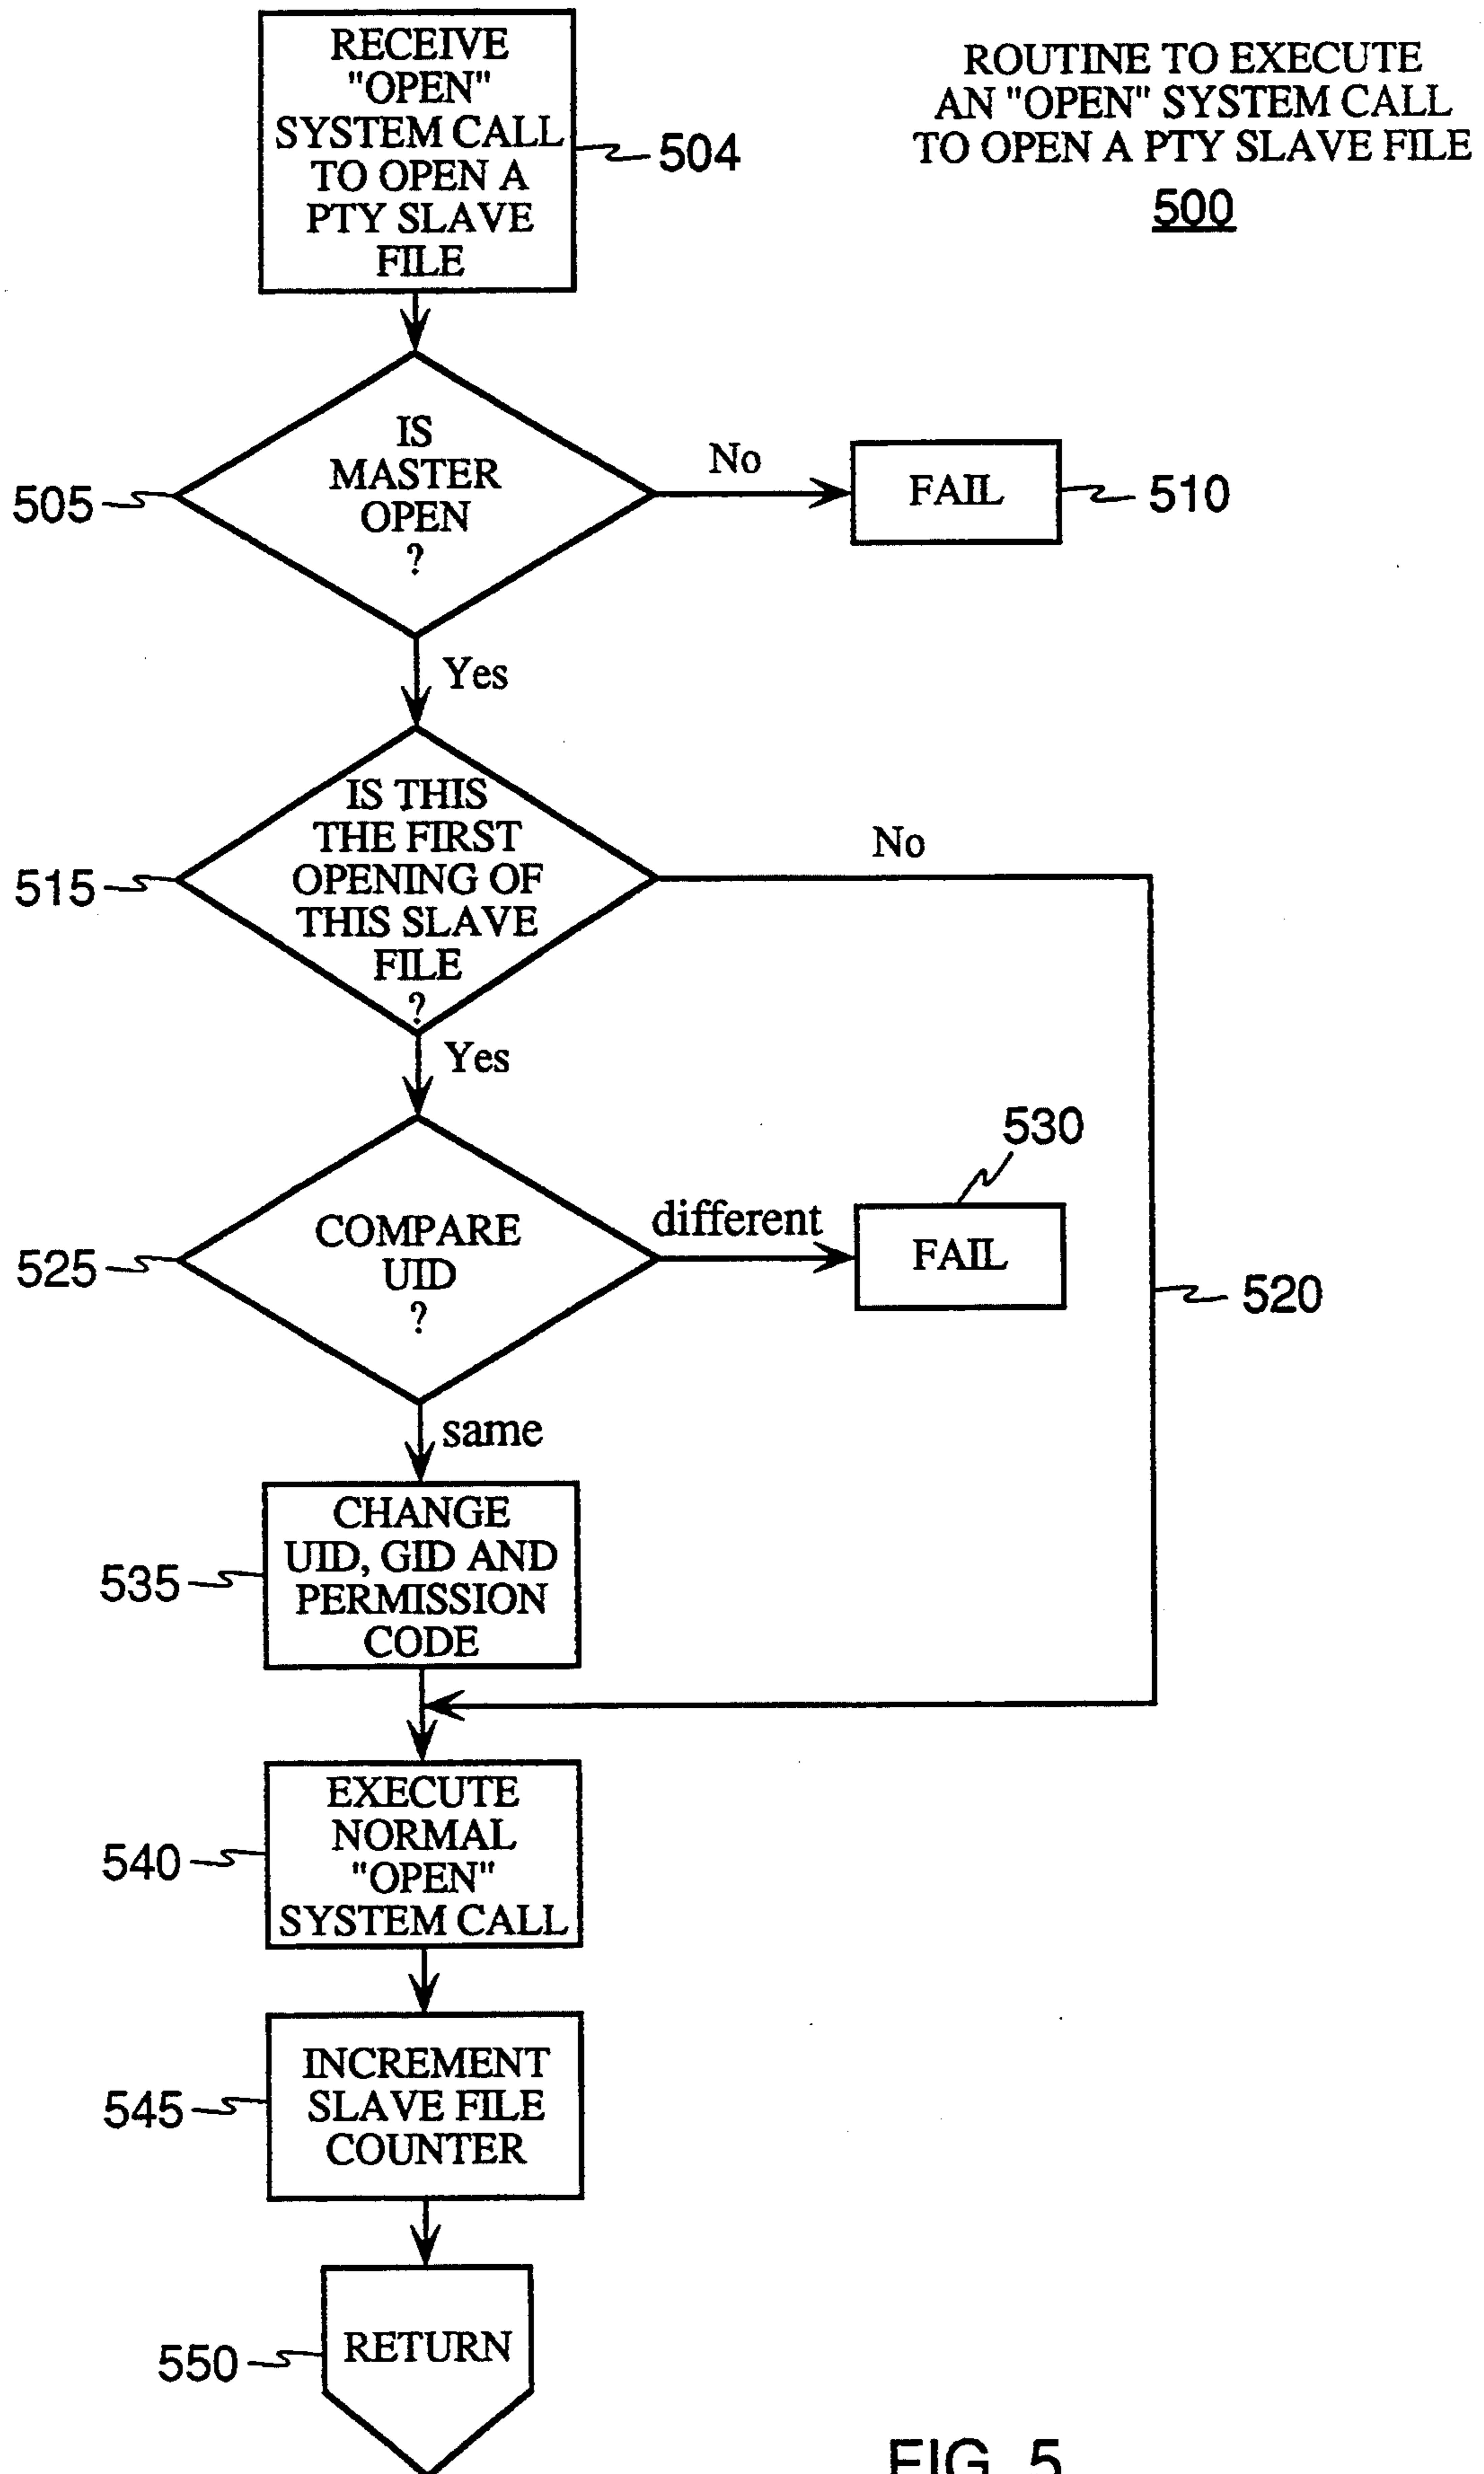 RECEIVE
"OPEN"
SYSTEM CALL
TO OPEN A
PTY SLAVE
FILE
504
ROUTINE TO EXECUTE
AN "OPEN" SYSTEM CALL
TO OPEN A PTY SLAVE FILE
500
IS
MASTER
OPEN
?
505
No
FAIL
510
Yes
IS THIS
THE FIRST
OPENING OF
THIS SLAVE
FILE
?
515
No
520
Yes
COMPARE
UID
?
525
different
FAIL
530
same
CHANGE
UID, GID AND
PERMISSION
CODE
535
EXECUTE
NORMAL
"OPEN"
SYSTEM CALL
540
INCREMENT
SLAVE FILE
COUNTER
545
RETURN
550
FIG. 5